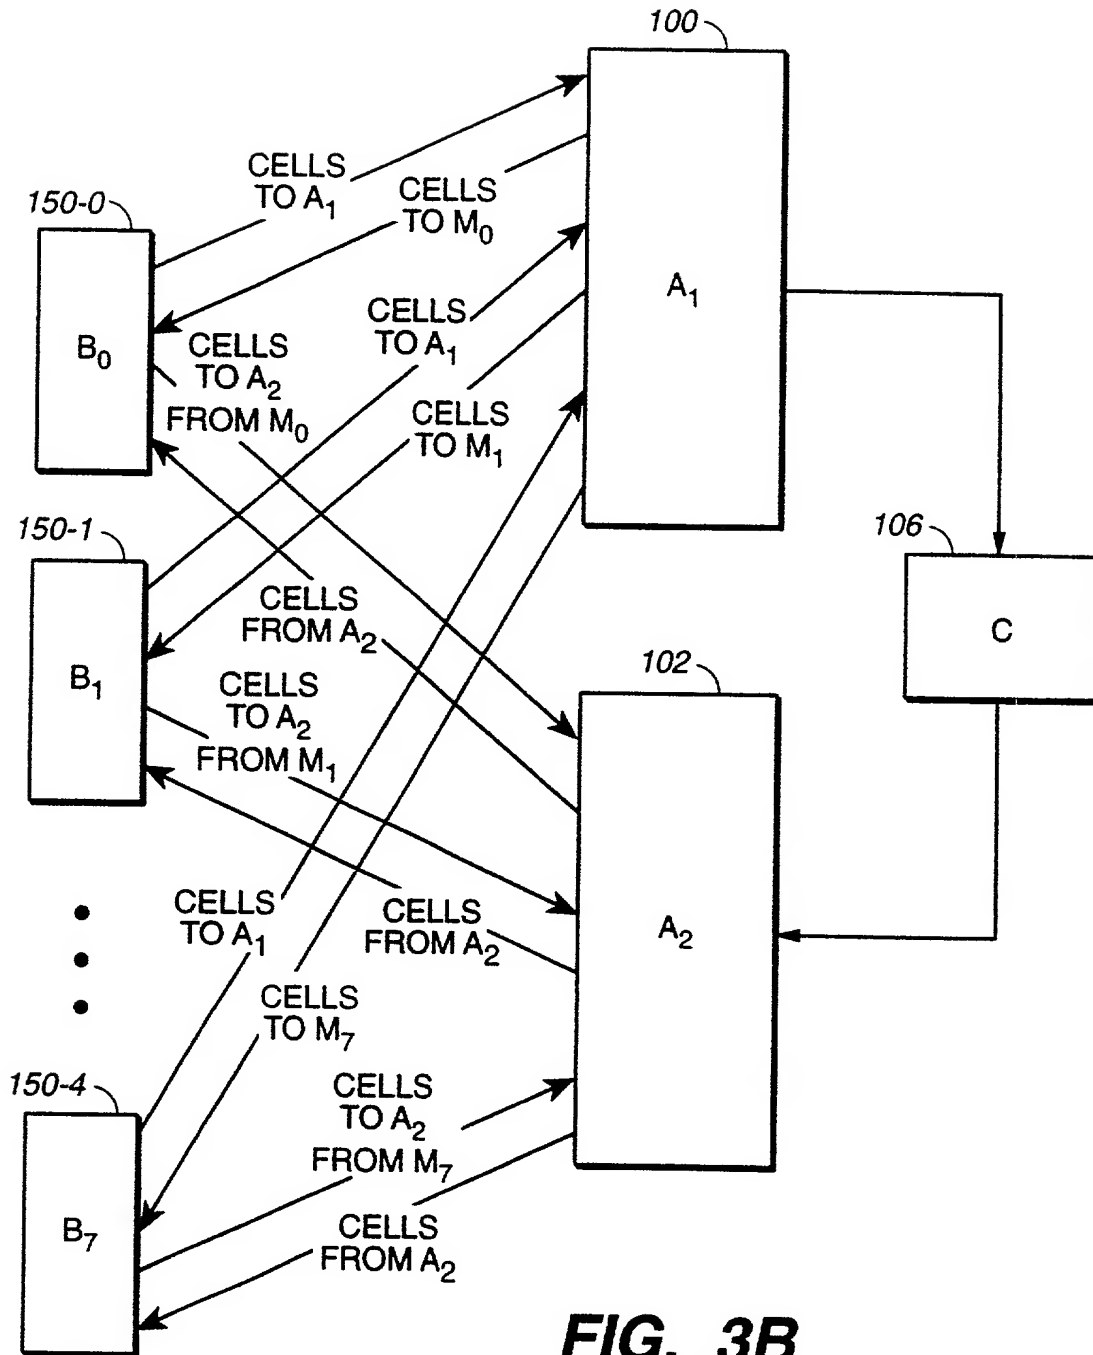 100
CELLS
TO A1
150-0
CELLS
TO M0
A1
CELLS
TO A1
B0
CELLS
TO A2
FROM M0
CELLS
TO M1
150-1
106
CELLS
FROM A2
C
B1
CELLS
TO A2
FROM M1
102
CELLS
TO A1
CELLS
FROM A2
A2
CELLS
TO M7
150-4
CELLS
TO A2
FROM M7
B7
CELLS
FROM A2
FIG. 3B